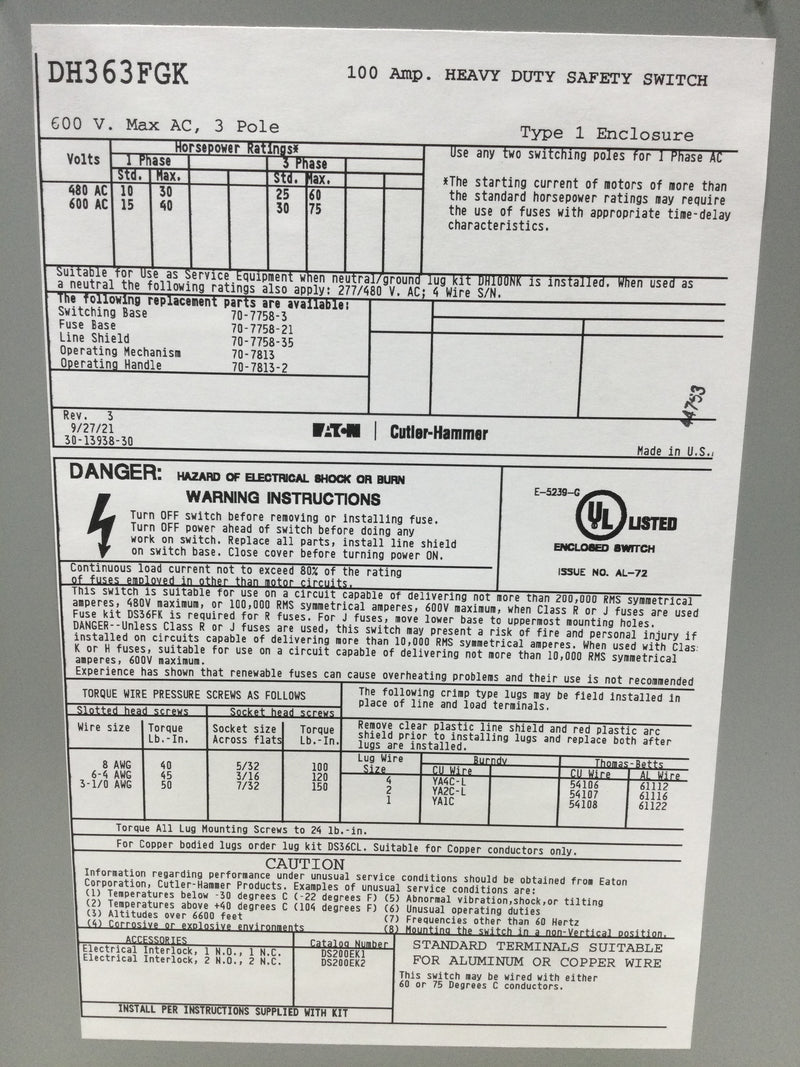 DH363FGK
100 Amp. HEAVY DUTY SAFETY SWITCH
600 V. Max AC, 3 Pole
Type 1 Enclosure
Volts
Horsepower Ratings*
1 Phase
3 Phase
Std. Max.
Std. Max.
480 AC 10 30 25 60
600 AC 15 40 30 75
Use any two switching poles for 1 Phase AC
*The starting current of motors of more than
the standard horsepower ratings may require
the use of fuses with appropriate time-delay
characteristics.
Suitable for Use as Service Equipment when neutral/ground lug kit DH100NK is installed. When used as
a neutral the following ratings also apply: 277/480 V. AC; 4 Wire S/N.
The following replacement parts are available:
Switching Base 70-7758-3
Fuse Base 70-7758-21
Line Shield 70-7758-35
Operating Mechanism 70-7813
Operating Handle 70-7813-2
44753
Rev. 3
9/27/21
30-13938-30
EATON | Cutler-Hammer
Made in U.S.
DANGER: HAZARD OF ELECTRICAL SHOCK OR BURN
WARNING INSTRUCTIONS
Turn OFF switch before removing or installing fuse.
Turn OFF power ahead of switch before doing any
work on switch. Replace all parts, install line shield
on switch base. Close cover before turning power ON.
Continuous load current not to exceed 80% of the rating
of fuses employed in other than motor circuits.
E-5239-G
UL LISTED
ENCLOSED SWITCH
ISSUE NO. AL-72
This switch is suitable for use on a circuit capable of delivering not more than 200,000 RMS symmetrical
amperes, 480V maximum, or 100,000 RMS symmetrical amperes, 600V maximum, when Class R or J fuses are used
Fuse kit DS36FK is required for R fuses. For J fuses, move lower base to uppermost mounting holes.
DANGER--Unless Class R or J fuses are used, this switch may present a risk of fire and personal injury if
installed on circuits capable of delivering more than 10,000 RMS symmetrical amperes. When used with Clas
K or H fuses, suitable for use on a circuit capable of delivering not more than 10,000 RMS symmetrical
amperes, 600V maximum.
Experience has shown that renewable fuses can cause overheating problems and their use is not recommended
TORQUE WIRE PRESSURE SCREWS AS FOLLOWS
Slotted head screws
Socket head screws
Wire size
Torque Lb.-In.
Socket size Across flats
Torque Lb.-In.
8 AWG 40 5/32 100
6-4 AWG 45 3/16 120
3-1/0 AWG 50 7/32 150
The following crimp type lugs may be field installed in
place of line and load terminals.
Remove clear plastic line shield and red plastic arc
shield prior to installing lugs and replace both after
lugs are installed.
Lug Wire Size
Burndy
Thomas-Betts
CU Wire
CU Wire
AL Wire
4 YA4C-L 54106 61112
2 YA2C-L 54107 61116
1 YA1C 54108 61122
Torque All Lug Mounting Screws to 24 lb.-in.
For Copper bodied lugs order lug kit DS36CL. Suitable for Copper conductors only.
CAUTION
Information regarding performance under unusual service conditions should be obtained from Eaton
Corporation, Cutler-Hammer Products. Examples of unusual service conditions are:
(1) Temperatures below -30 degrees C (-22 degrees F) (5) Abnormal vibration,shock,or tilting
(2) Temperatures above +40 degrees C (104 degrees F) (6) Unusual operating duties
(3) Altitudes over 6600 feet (7) Frequencies other than 60 Hertz
(4) Corrosive or explosive environments (8) Mounting the switch in a non-Vertical position.
ACCESSORIES
Catalog Number
Electrical Interlock, 1 N.O., 1 N.C. DS200EK1
Electrical Interlock, 2 N.O., 2 N.C. DS200EK2
INSTALL PER INSTRUCTIONS SUPPLIED WITH KIT
STANDARD TERMINALS SUITABLE
FOR ALUMINUM OR COPPER WIRE
This switch may be wired with either
60 or 75 Degrees C conductors.